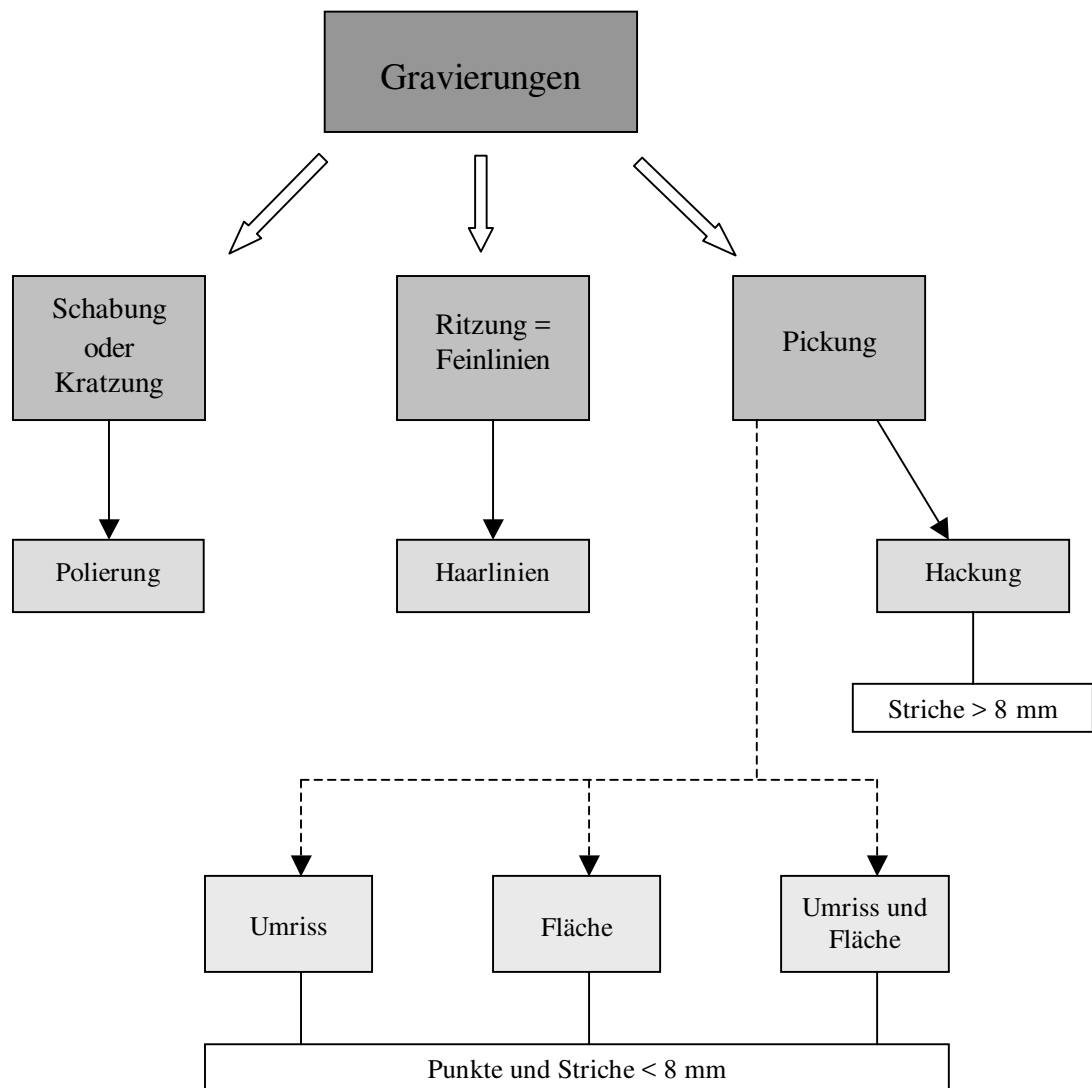 Gravierungen
Schabung
oder
Kratzung
Ritzung =
Feinlinien
Pickung
Polierung
Haarlinien
Hackung
Striche > 8 mm
Umriss
Fläche
Umriss und
Fläche
Punkte und Striche < 8 mm